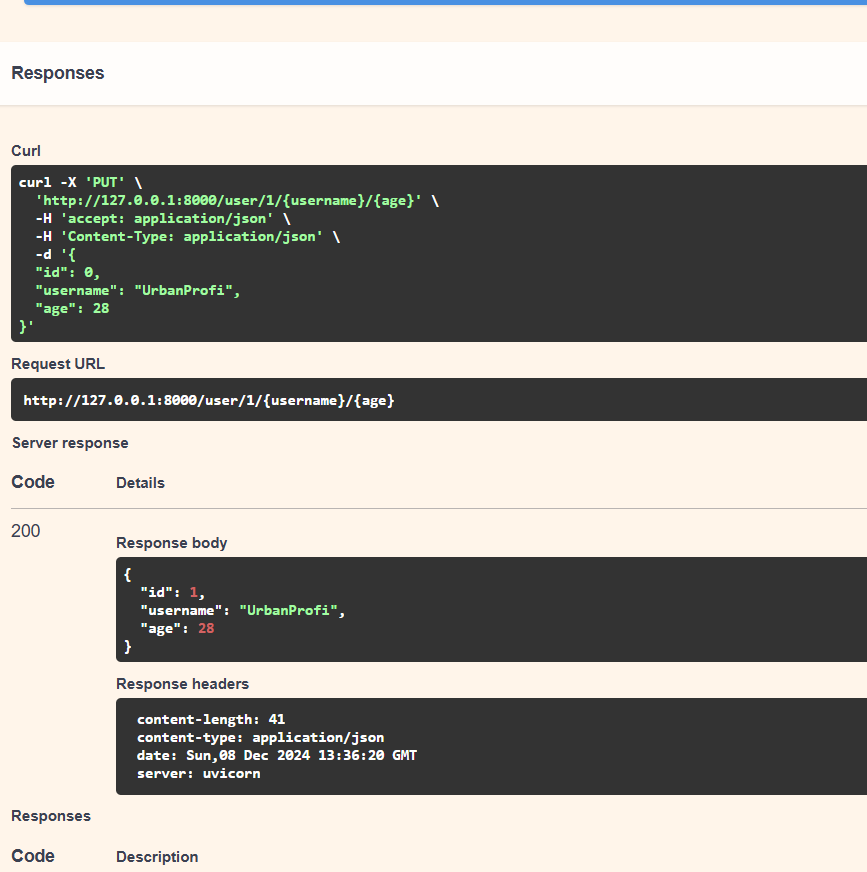 Responses
Curl
curl -X 'PUT' \
  'http://127.0.0.1:8000/user/1/{username}/{age}' \
  -H 'accept: application/json' \
  -H 'Content-Type: application/json' \
  -d '{
  "id": 0,
  "username": "UrbanProfi",
  "age": 28
}'
Request URL
http://127.0.0.1:8000/user/1/{username}/{age}
Server response
Code Details
200
Response body
{
  "id": 1,
  "username": "UrbanProfi",
  "age": 28
}
Response headers
content-length: 41
content-type: application/json
date: Sun,08 Dec 2024 13:36:20 GMT
server: uvicorn
Responses
Code Description